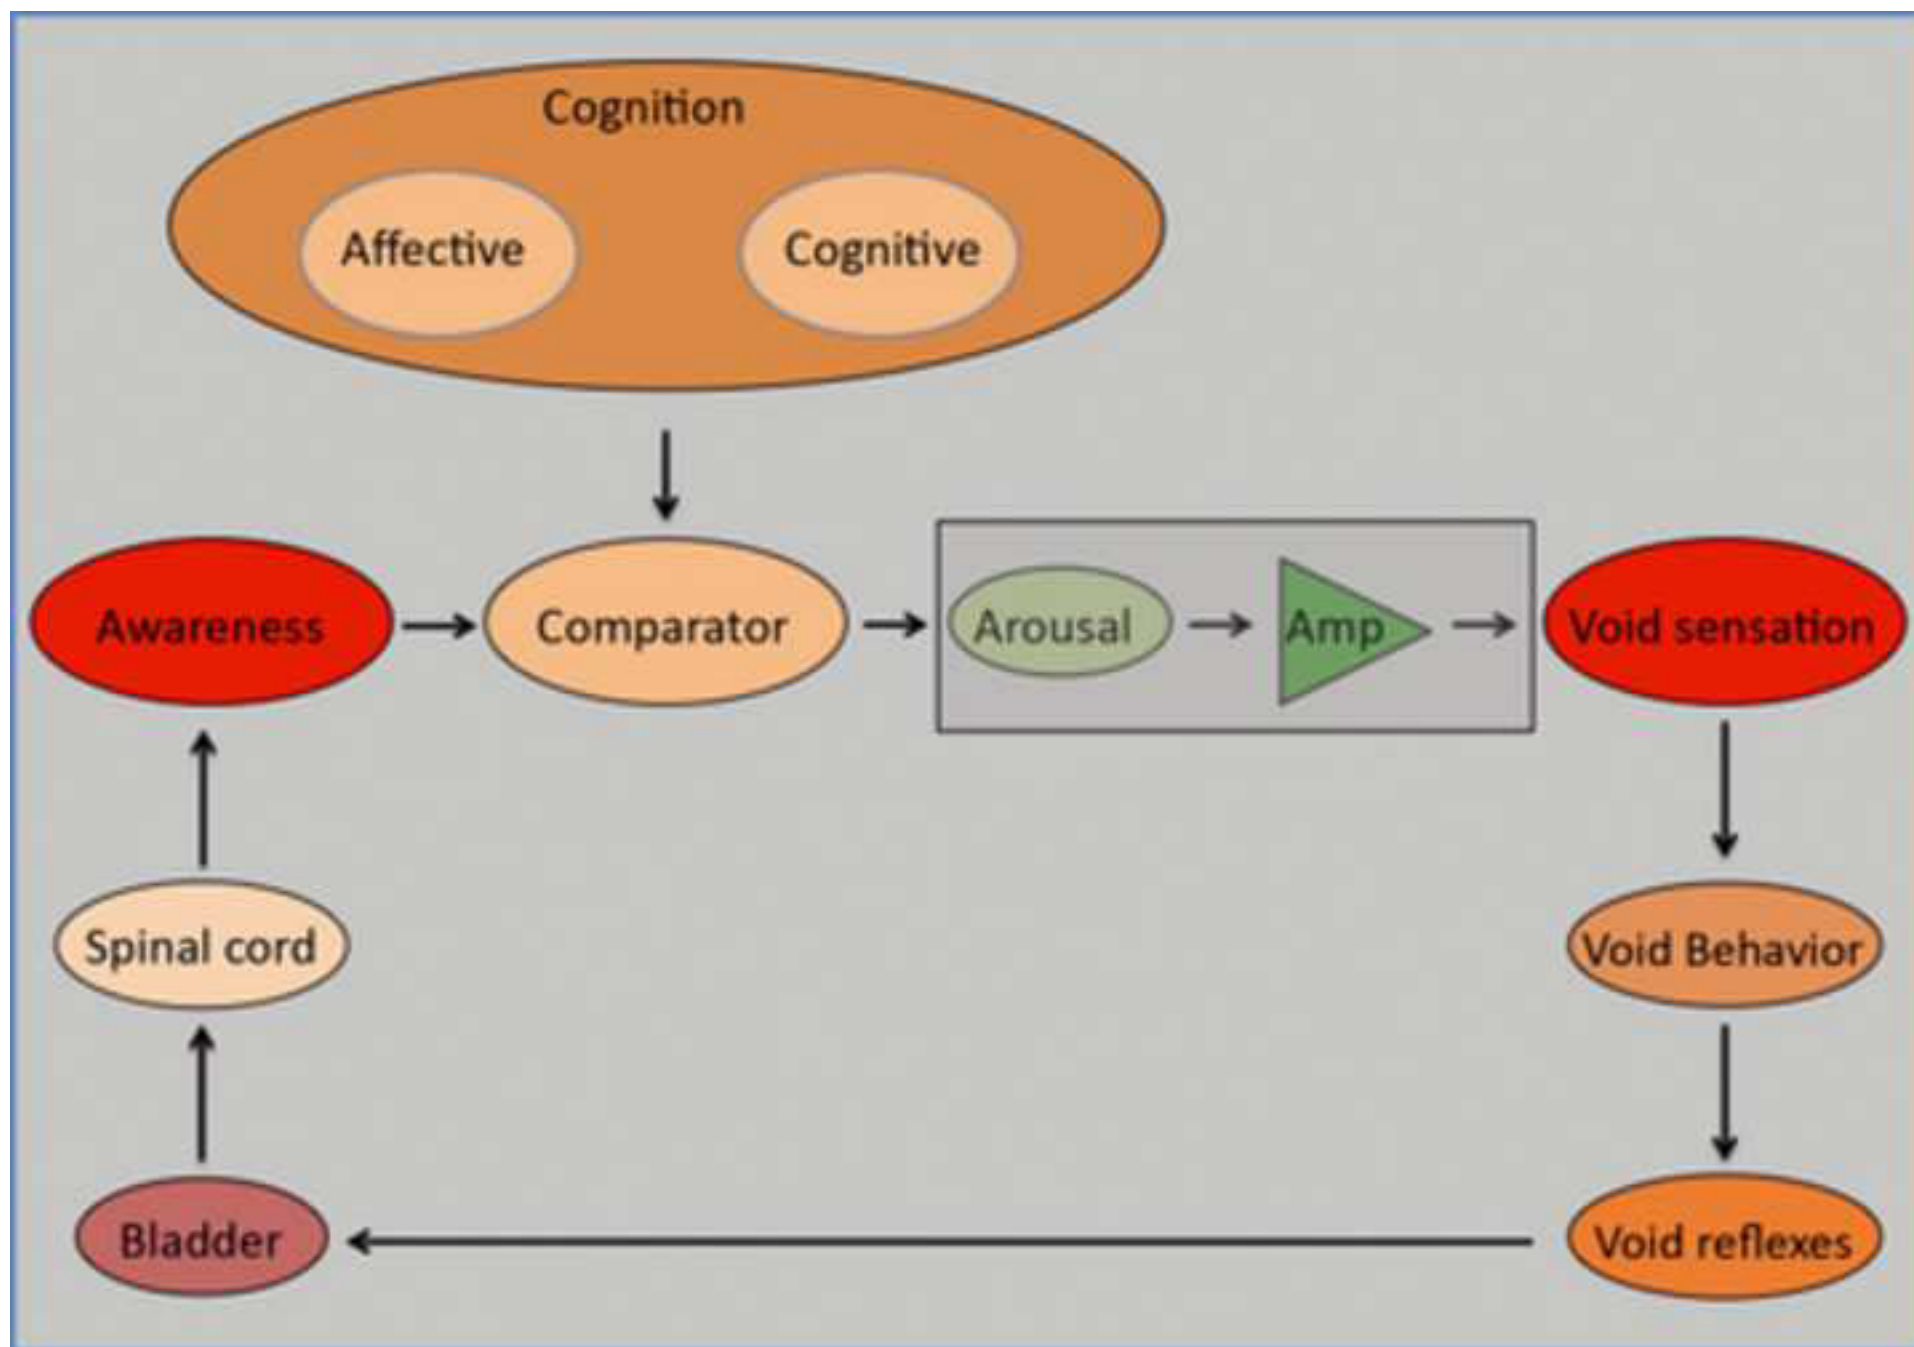 Cognition
Affective
Cognitive
Awareness
Comparator
Arousal
Amp
Void sensation
Spinal cord
Void Behavior
Bladder
Void reflexes